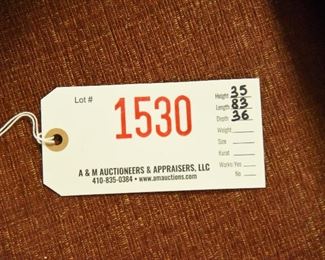 Lot #
1530
Height 35
Length 83
Depth 36
Weight
Size
Karat
Works: Yes
No
A & M AUCTIONEERS & APPRAISERS, LLC
410-835-0384 • www.amauctions.com